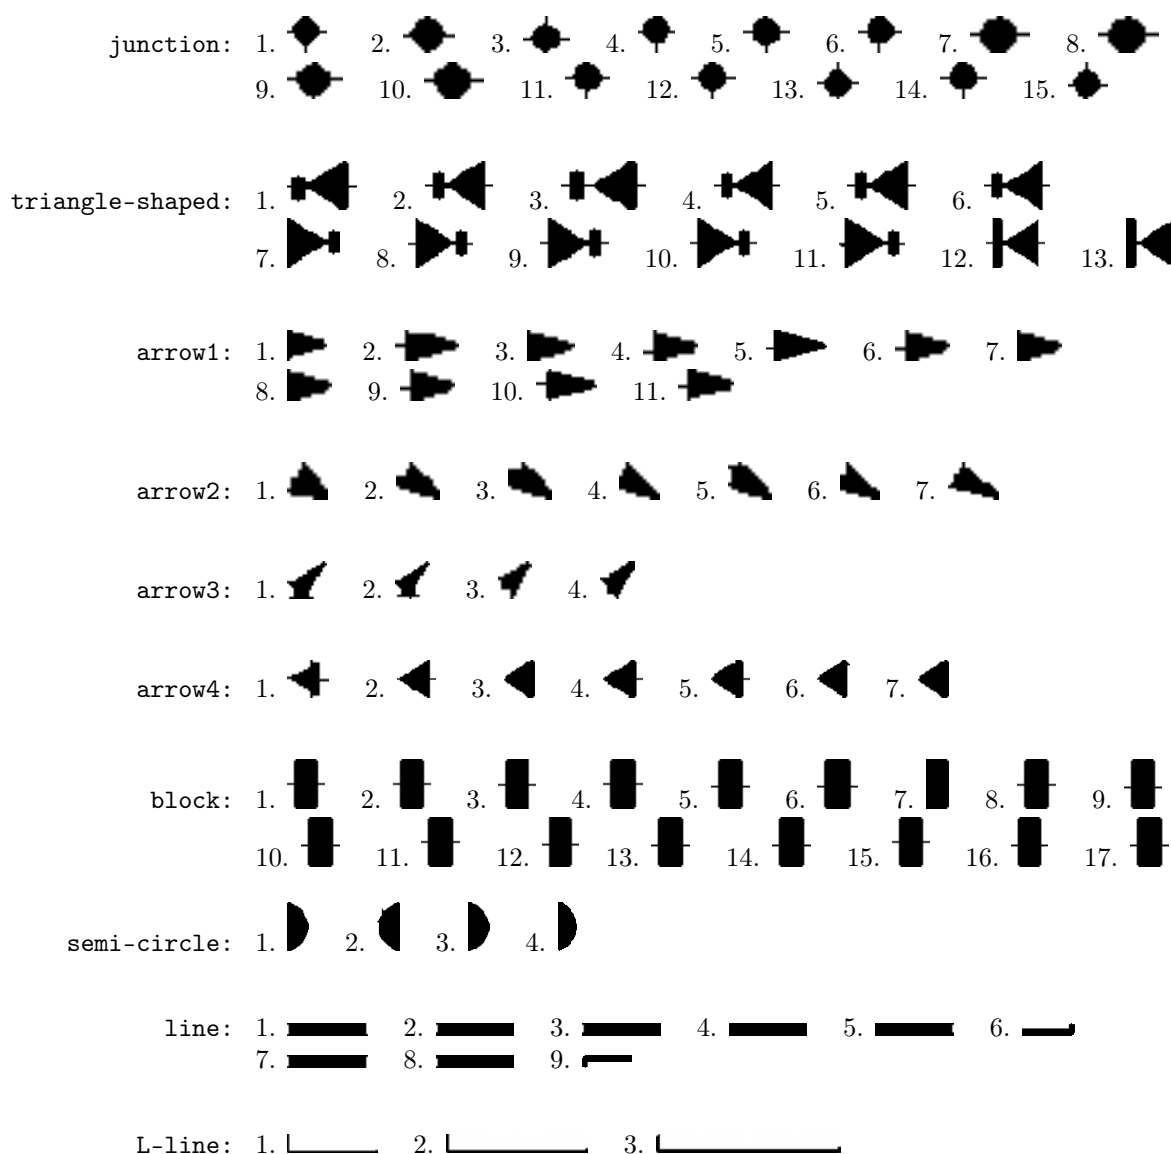 junction: 1. 2. 3. 4. 5. 6. 7. 8.
9. 10. 11. 12. 13. 14. 15.
triangle-shaped: 1. 2. 3. 4. 5. 6.
7. 8. 9. 10. 11. 12. 13.
arrow1: 1. 2. 3. 4. 5. 6. 7.
8. 9. 10. 11.
arrow2: 1. 2. 3. 4. 5. 6. 7.
arrow3: 1. 2. 3. 4.
arrow4: 1. 2. 3. 4. 5. 6. 7.
block: 1. 2. 3. 4. 5. 6. 7. 8. 9.
10. 11. 12. 13. 14. 15. 16. 17.
semi-circle: 1. 2. 3. 4.
line: 1. 2. 3. 4. 5. 6.
7. 8. 9.
L-line: 1. 2. 3.